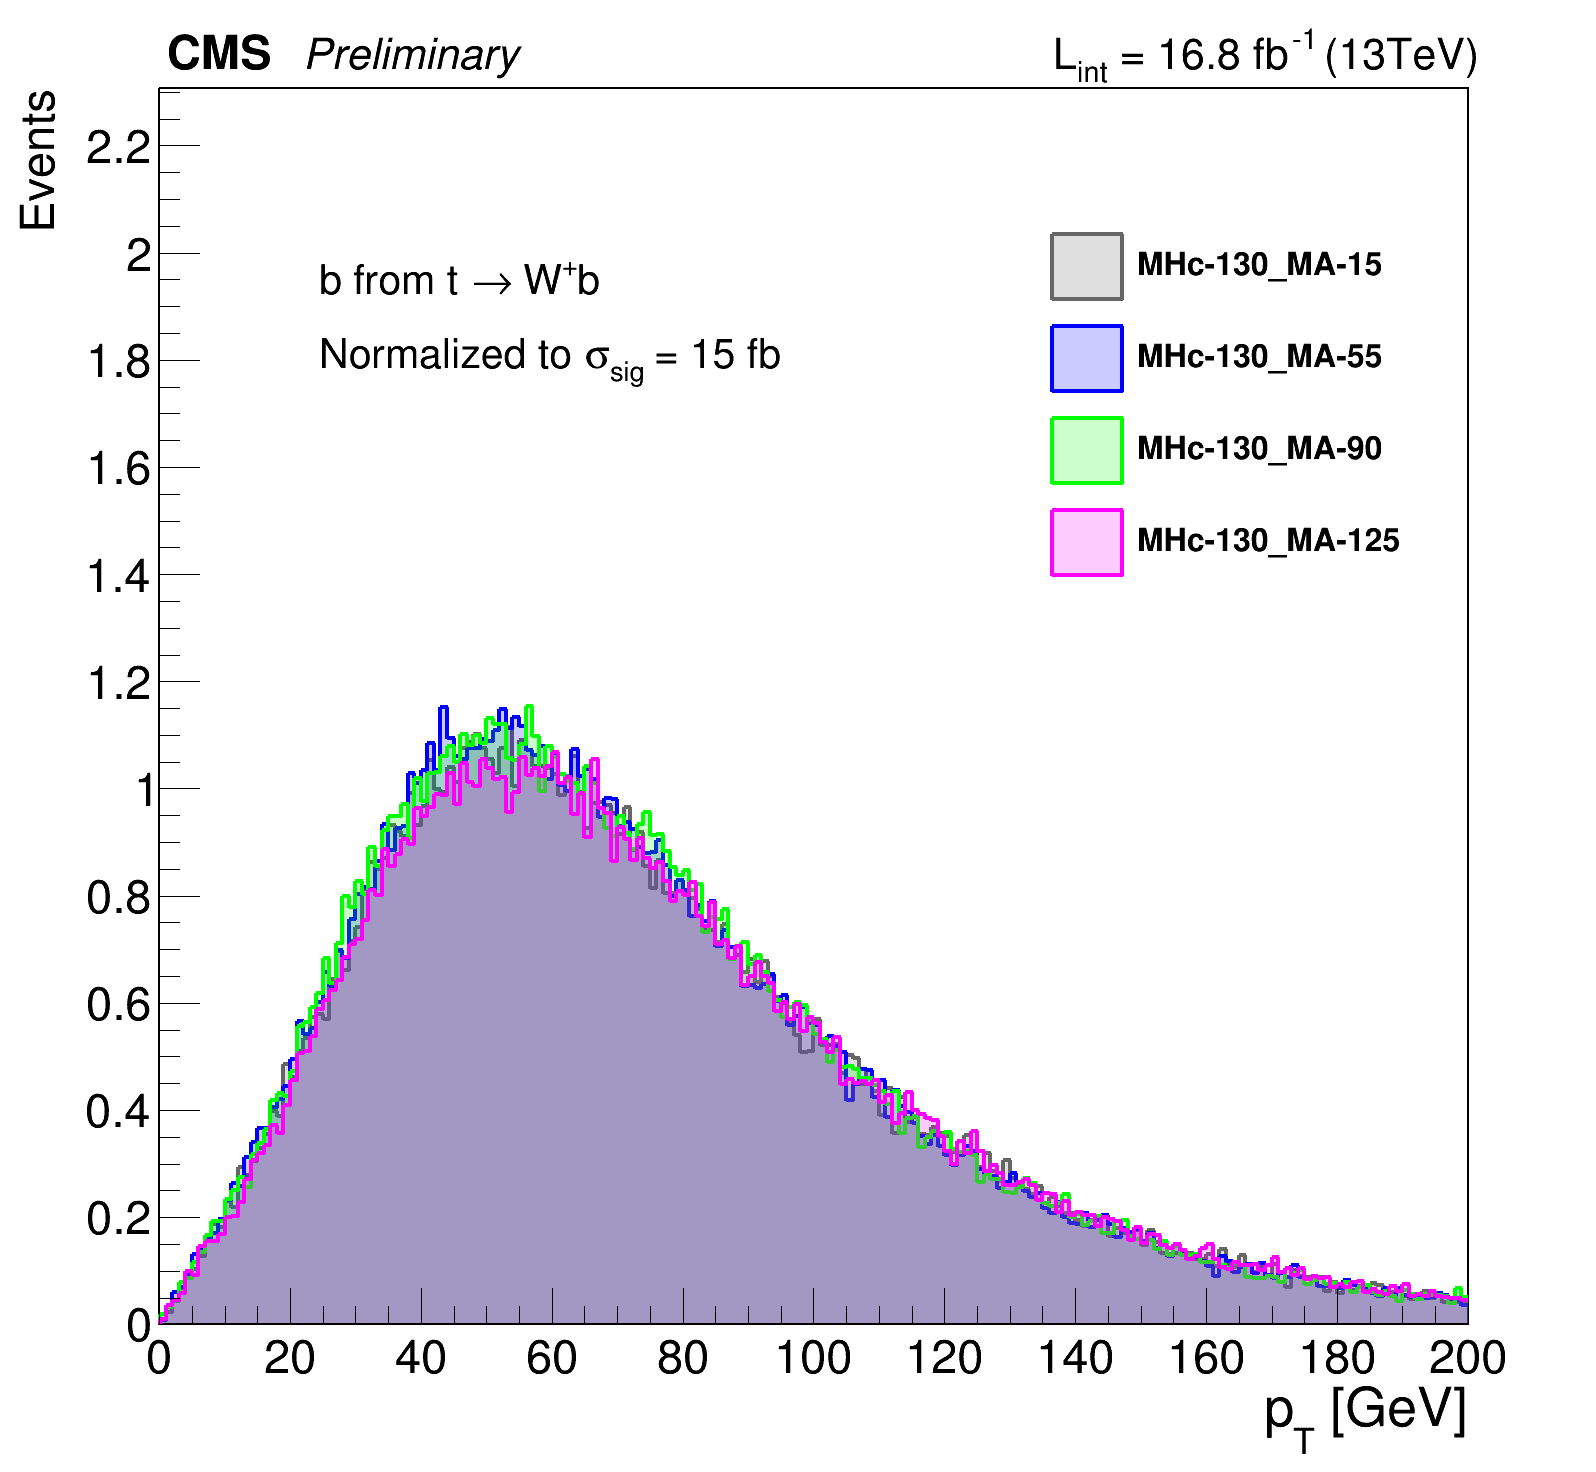 CMS Preliminary L_int = 16.8 fb^-1 (13TeV)
Events
2.2
2
1.8
1.6
1.4
1.2
1
0.8
0.6
0.4
0.2
0
b from t → W⁺b
Normalized to σ_sig = 15 fb
MHc-130_MA-15
MHc-130_MA-55
MHc-130_MA-90
MHc-130_MA-125
0 20 40 60 80 100 120 140 160 180 200
p_T [GeV]